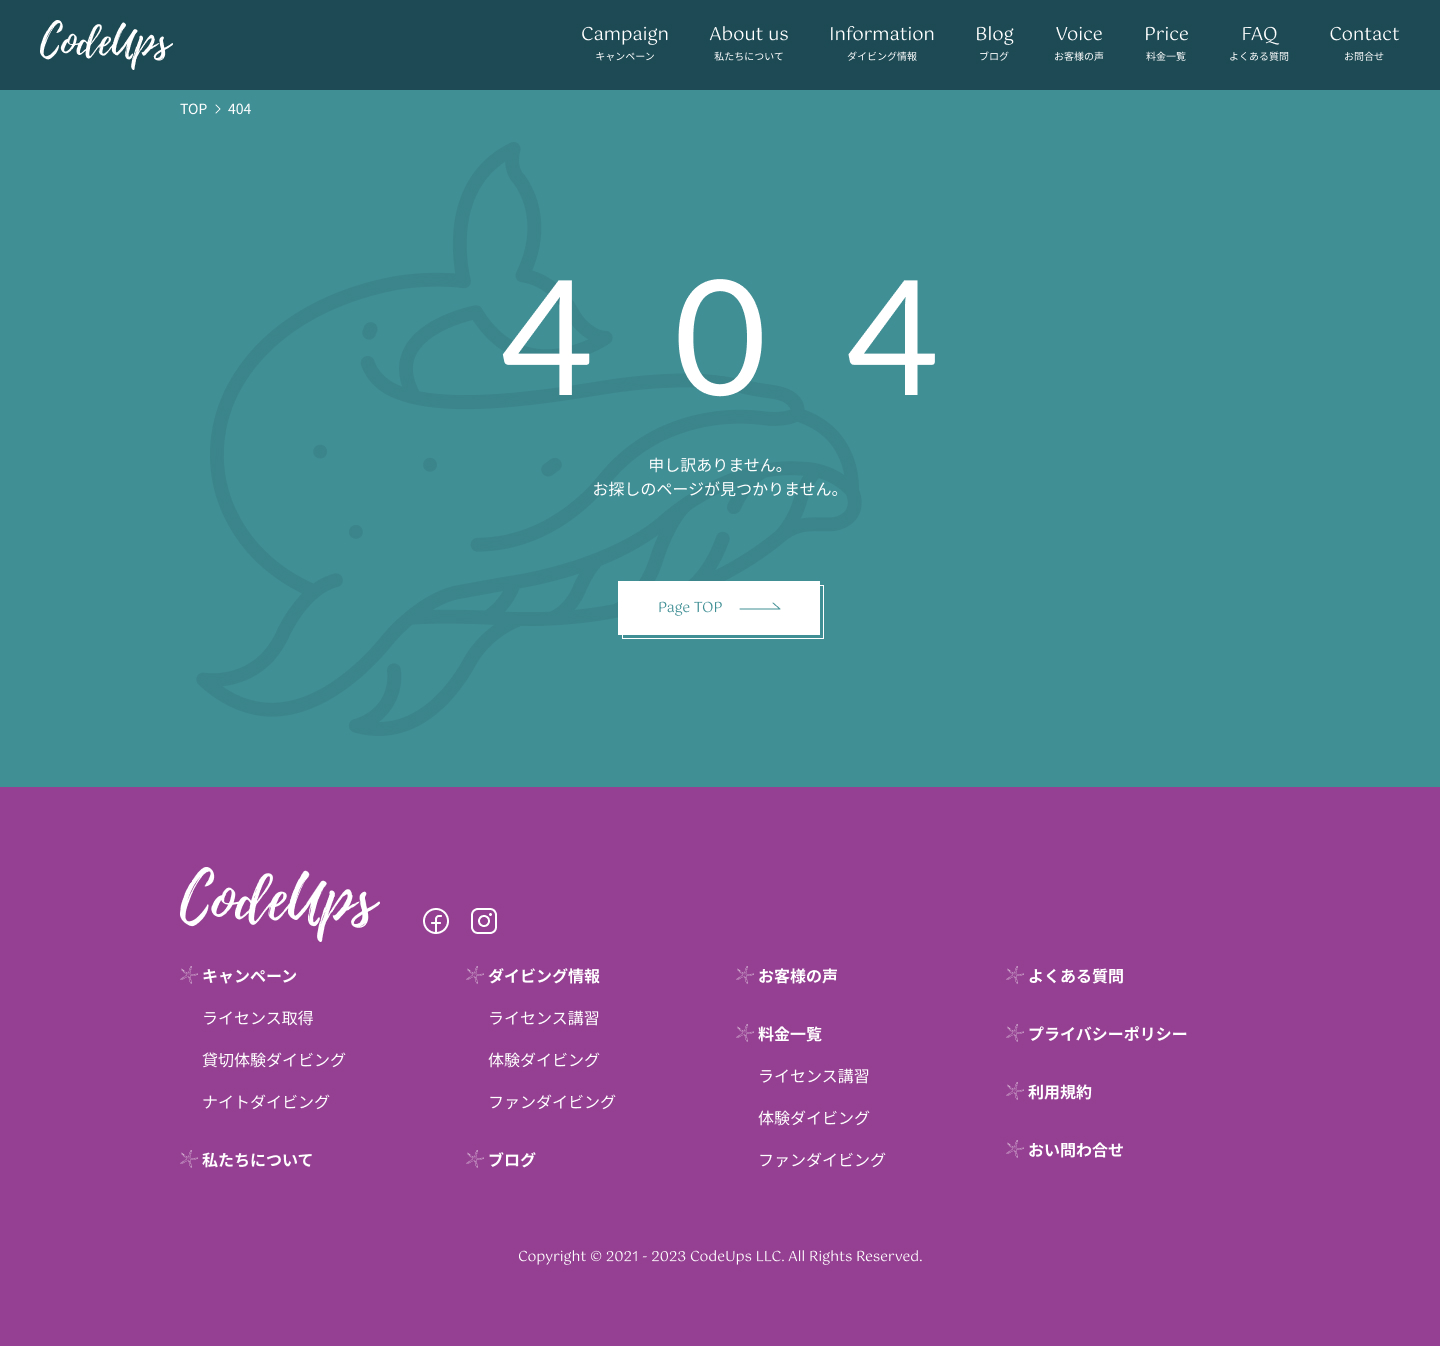 CodeUps
Campaign
キャンペーン
About us
私たちについて
Information
ダイビング情報
Blog
ブログ
Voice
お客様の声
Price
料金一覧
FAQ
よくある質問
Contact
お問合せ
TOP > 404
404
申し訳ありません。
お探しのページが見つかりません。
Page TOP
CodeUps
キャンペーン
ライセンス取得
貸切体験ダイビング
ナイトダイビング
私たちについて
ダイビング情報
ライセンス講習
体験ダイビング
ファンダイビング
ブログ
お客様の声
料金一覧
ライセンス講習
体験ダイビング
ファンダイビング
よくある質問
プライバシーポリシー
利用規約
おい問わ合せ
Copyright © 2021 - 2023 CodeUps LLC. All Rights Reserved.